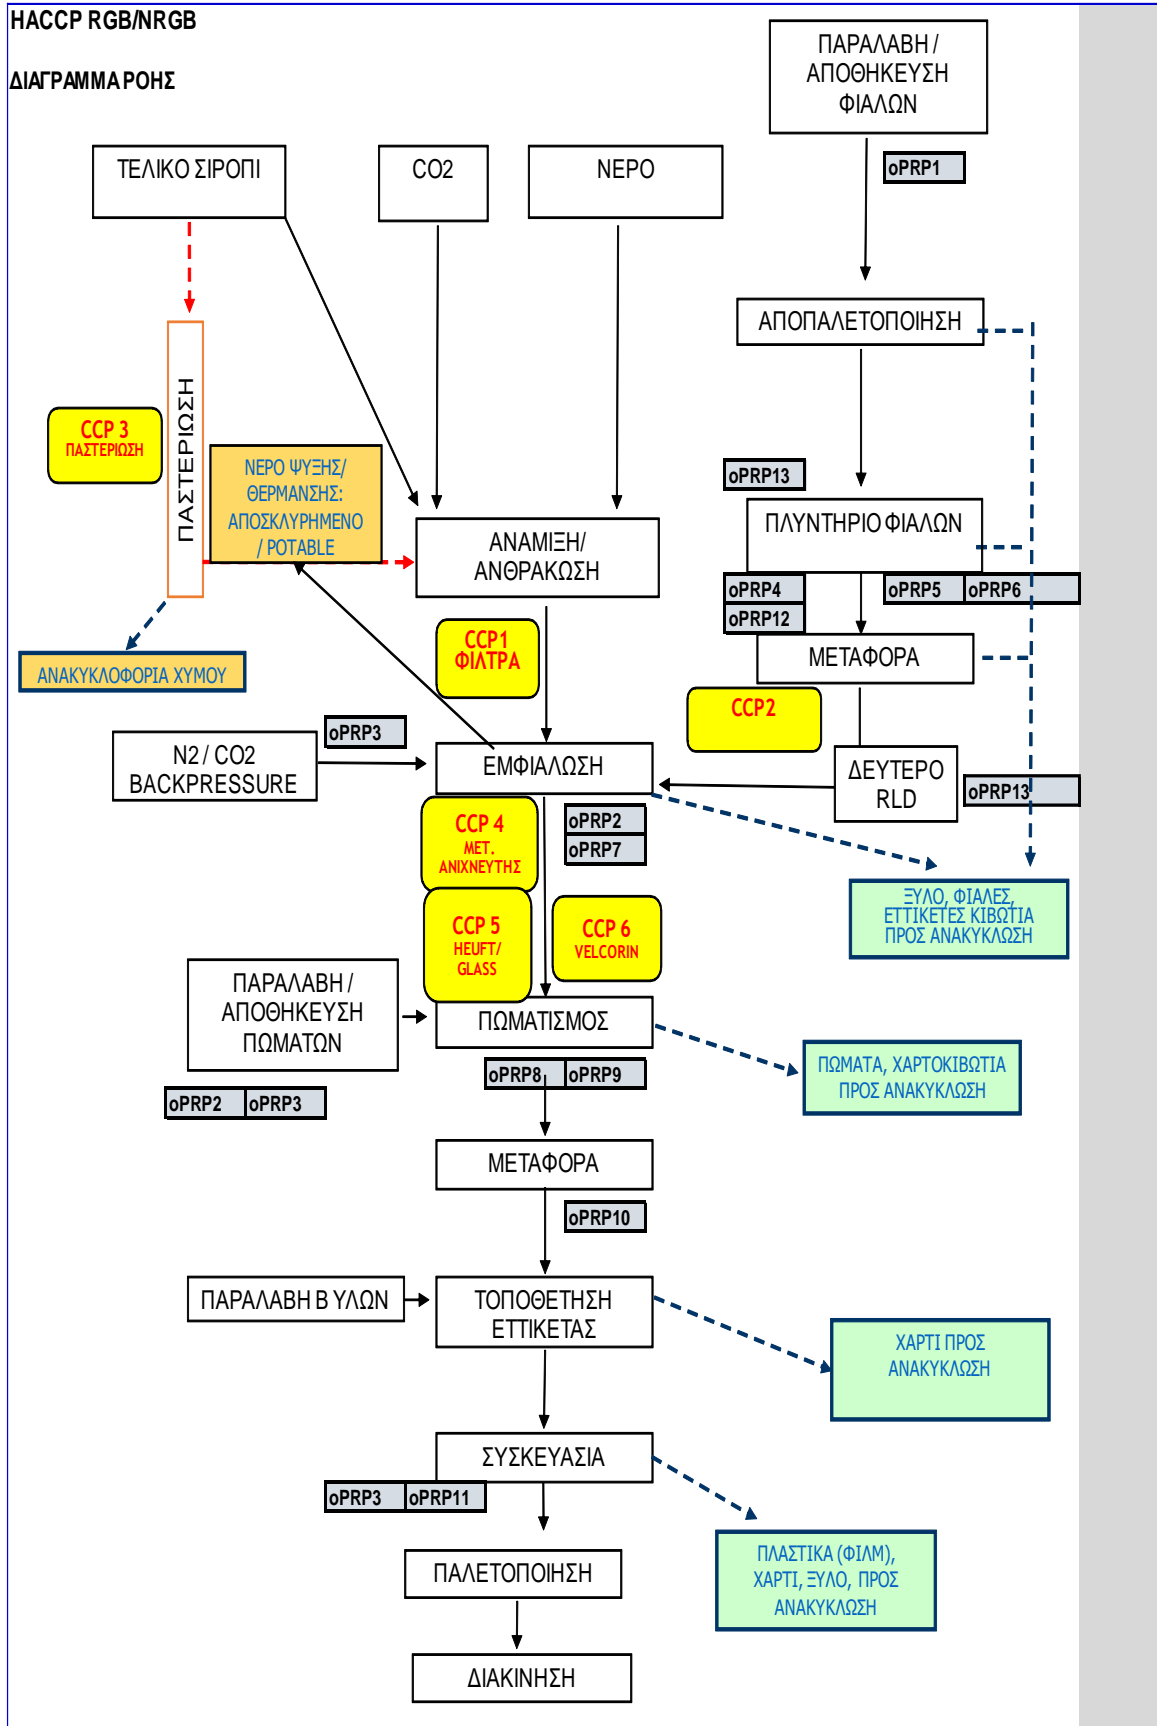 HACCP RGB/NRGB
ΔΙΑΓΡΑΜΜΑ ΡΟΗΣ
ΠΑΡΑΛΑΒΗ /
ΑΠΟΘΗΚΕΥΣΗ
ΦΙΑΛΩΝ
oPRP1
ΤΕΛΙΚΟ ΣΙΡΟΠΙ
CO2
ΝΕΡΟ
ΑΠΟΠΑΛΕΤΟΠΟΙΗΣΗ
ΠΑΣΤΕΡΙΩΣΗ
CCP 3
ΠΑΣΤΕΡΙΩΣΗ
ΝΕΡΟ ΨΥΞΗΣ/
ΘΕΡΜΑΝΣΗΣ:
ΑΠΟΣΚΛΥΡΗΜΕΝΟ
/ POTABLE
oPRP13
ΠΛΥΝΤΗΡΙΟ ΦΙΑΛΩΝ
ΑΝΑΜΙΞΗ/
ΑΝΘΡΑΚΩΣΗ
oPRP4
oPRP5
oPRP6
oPRP12
ΜΕΤΑΦΟΡΑ
CCP1
ΦΙΛΤΡΑ
ΑΝΑΚΥΚΛΟΦΟΡΙΑ ΧΥΜΟΥ
CCP2
oPRP3
N2 / CO2
BACKPRESSURE
ΕΜΦΙΑΛΩΣΗ
ΔΕΥΤΕΡΟ
RLD
oPRP13
CCP 4
ΜΕΤ.
ΑΝΙΧΝΕΥΤΗΣ
oPRP2
oPRP7
CCP 5
HEUFT/
GLASS
CCP 6
VELCORIN
ΞΥΛΟ, ΦΙΑΛΕΣ,
ΕΤΤΙΚΕΤΕΣ ΚΙΒΩΤΙΑ
ΠΡΟΣ ΑΝΑΚΥΚΛΩΣΗ
ΠΑΡΑΛΑΒΗ /
ΑΠΟΘΗΚΕΥΣΗ
ΠΩΜΑΤΩΝ
ΠΩΜΑΤΙΣΜΟΣ
ΠΩΜΑΤΑ, ΧΑΡΤΟΚΙΒΩΤΙΑ
ΠΡΟΣ ΑΝΑΚΥΚΛΩΣΗ
oPRP8
oPRP9
oPRP2
oPRP3
ΜΕΤΑΦΟΡΑ
oPRP10
ΠΑΡΑΛΑΒΗ Β ΥΛΩΝ
ΤΟΠΟΘΕΤΗΣΗ
ΕΤΤΙΚΕΤΑΣ
ΧΑΡΤΙ ΠΡΟΣ
ΑΝΑΚΥΚΛΩΣΗ
ΣΥΣΚΕΥΑΣΙΑ
oPRP3
oPRP11
ΠΛΑΣΤΙΚΑ (ΦΙΛΜ),
ΧΑΡΤΙ, ΞΥΛΟ, ΠΡΟΣ
ΑΝΑΚΥΚΛΩΣΗ
ΠΑΛΕΤΟΠΟΙΗΣΗ
ΔΙΑΚΙΝΗΣΗ